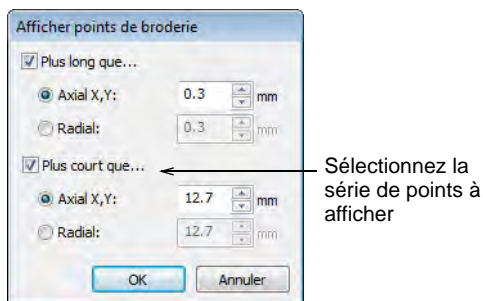 Afficher points de broderie
Plus long que...
Axial X,Y: 0.3 mm
Radial: 0.3 mm
Plus court que...
Axial X,Y: 12.7 mm
Radial: 12.7 mm
OK Annuler
Sélectionnez la
série de points à
afficher